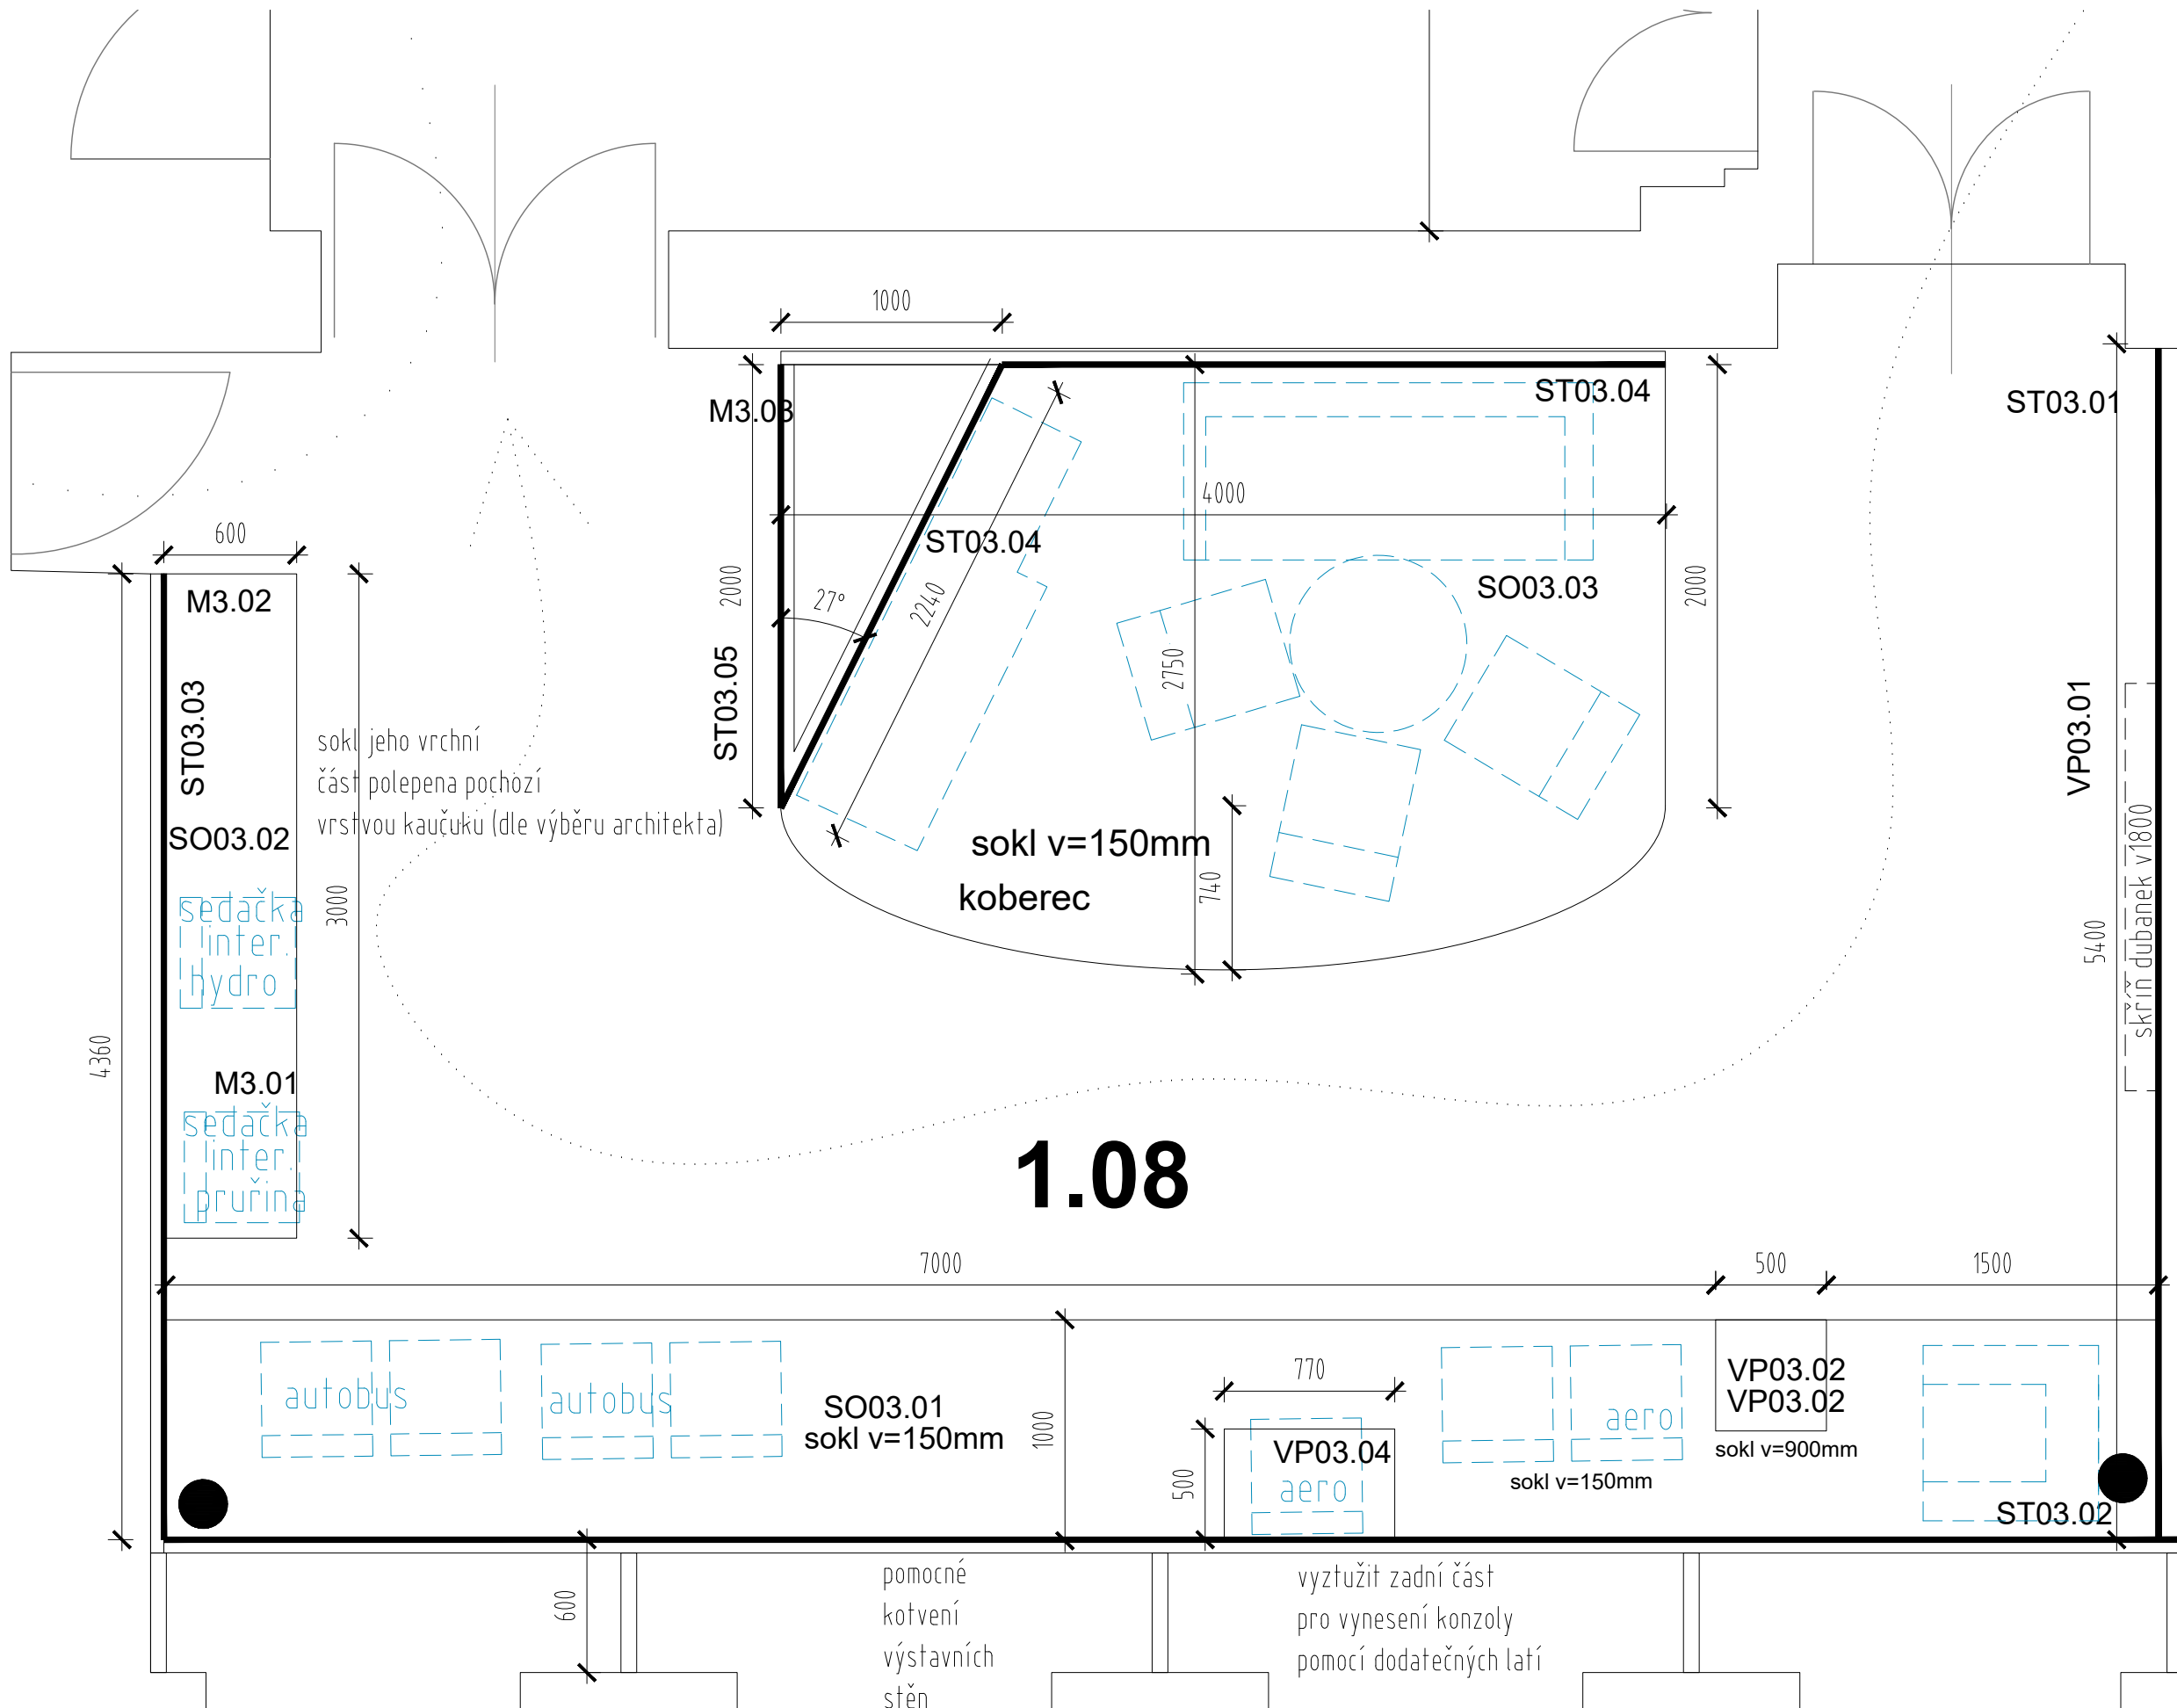 1000
M3.03
ST03.04
ST03.01
4000
600
ST03.04
M3.02
2000
27°
2240
SO03.03
2000
2750
ST03.05
ST03.03
VP03.01
sokl jeho vrchní
část polepena pochozí
vrstvou kaučuku (dle výběru architekta)
SO03.02
sokl v=150mm
koberec
740
3000
sedačka
inter.
hydro
skříň dubanek v1800
5400
4360
M3.01
sedačka
inter.
pružina
1.08
7000
500
1500
autobus
autobus
SO03.01
sokl v=150mm
1000
770
500
VP03.04
aero
aero
sokl v=150mm
VP03.02
VP03.02
sokl v=900mm
ST03.02
600
pomocné
kotvení
výstavních
stěn
vyztužit zadní část
pro vynesení konzoly
pomocí dodatečných latí